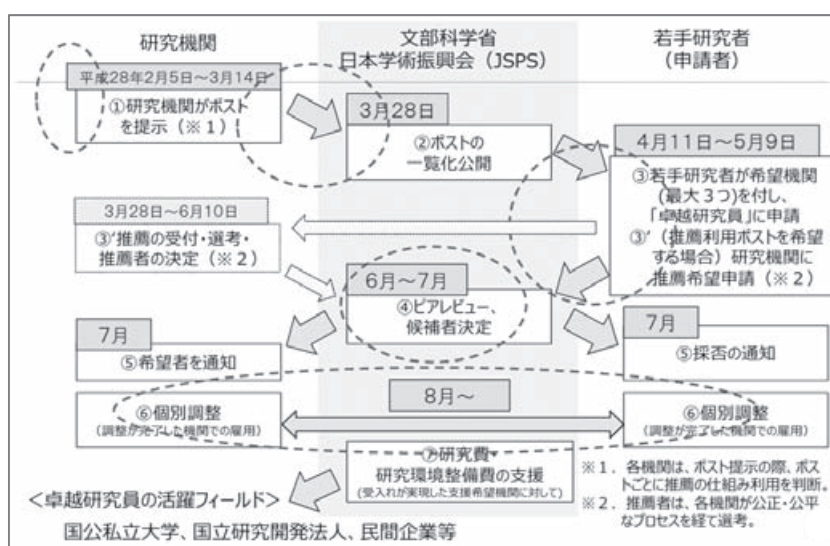 研究機関
文部科学省
日本学術振興会（JSPS）
若手研究者
（申請者）
平成28年2月5日～3月14日
①研究機関がポスト
を提示（※１）
3月28日
②ポストの
一覧化公開
4月11日～5月9日
③若手研究者が希望機関
（最大３つ)を付し、
「卓越研究員」に申請
③’（推薦利用ポストを希望
する場合）研究機関に
推薦希望申請（※２）
3月28日～6月10日
③’推薦の受付・選考・
推薦者の決定（※２）
6月～7月
④ピアレビュー、
候補者決定
7月
⑤希望者を通知
7月
⑤採否の通知
⑥個別調整
（調整が完了した機関での雇用）
8月～
⑥個別調整
（調整が完了した機関での雇用）
⑦研究費・
研究環境整備費の支援
（受入れが実現した支援希望機関に対して）
※１．各機関は、ポスト提示の際、ポス
トごとに推薦の仕組み利用を判断。
※２．推薦者は、各機関が公正・公平
なプロセスを経て選考。
＜卓越研究員の活躍フィールド＞
国公私立大学、国立研究開発法人、民間企業等